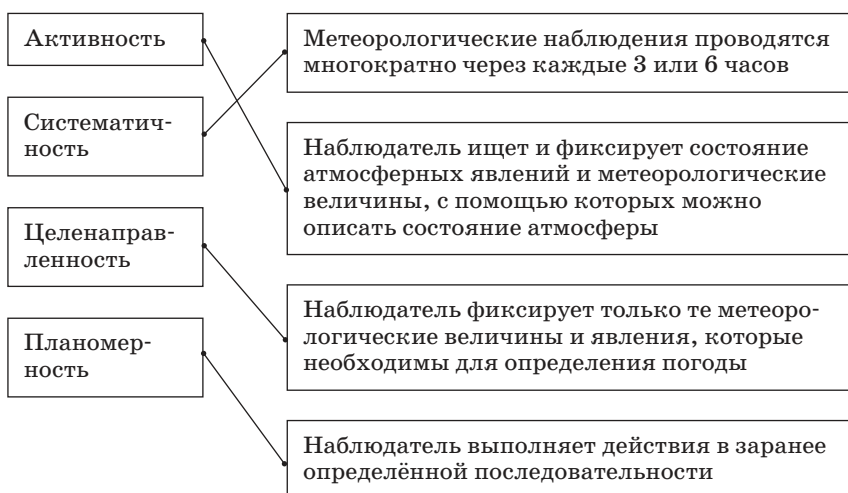 Активность
Систематич-
ность
Целенаправ-
ленность
Планомер-
ность
Метеорологические наблюдения проводятся
многократно через каждые 3 или 6 часов
Наблюдатель ищет и фиксирует состояние
атмосферных явлений и метеорологические
величины, с помощью которых можно
описать состояние атмосферы
Наблюдатель фиксирует только те метеоро-
логические величины и явления, которые
необходимы для определения погоды
Наблюдатель выполняет действия в заранее
определённой последовательности